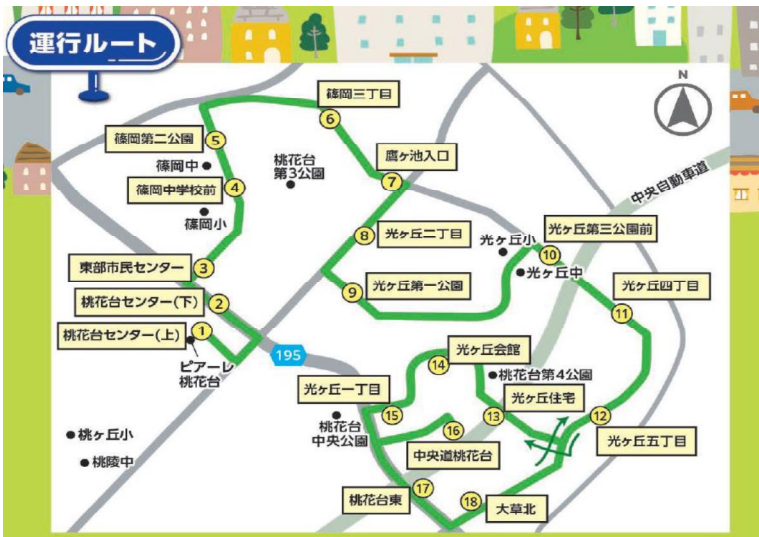 運行ルート
N
篠岡三丁目
6
篠岡第二公園
5
篠岡中
桃花台
第3公園
鷹ヶ池入口
7
中央自動車道
篠岡中学校前
4
篠岡小
光ヶ丘二丁目
8
光ヶ丘小
光ヶ丘第三公園前
10
光ヶ丘中
東部市民センター
3
光ヶ丘第一公園
9
光ヶ丘四丁目
11
桃花台センター(下)
2
桃花台センター(上)
1
ピアーレ
桃花台
195
光ヶ丘会館
14
桃花台第4公園
光ヶ丘一丁目
15
光ヶ丘住宅
13
12
光ヶ丘五丁目
桃花台
中央公園
16
中央道桃花台
桃ヶ丘小
桃陵中
17
桃花台東
18
大草北